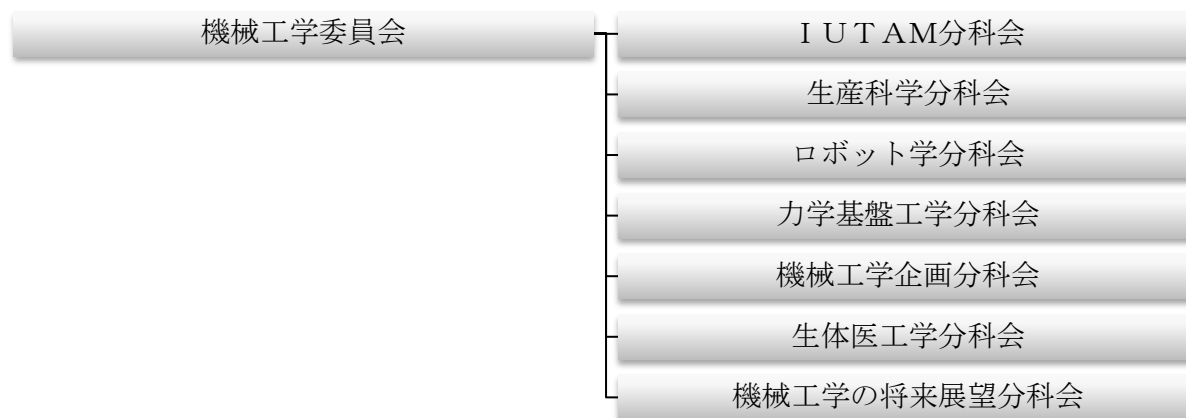 機械工学委員会
ＩＵＴＡＭ分科会
生産科学分科会
ロボット学分科会
力学基盤工学分科会
機械工学企画分科会
生体医工学分科会
機械工学の将来展望分科会